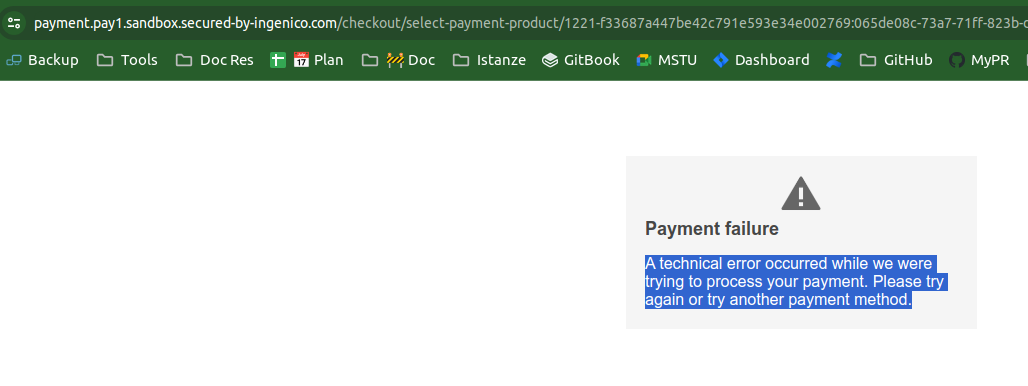 payment.pay1.sandbox.secured-by-ingenico.com/checkout/select-payment-product/1221-f33687a447be42c791e593e34e002769:065de08c-73a7-71ff-823b-
Backup Tools Doc Res Plan Doc Istanze GitBook MSTU Dashboard GitHub MyPR
Payment failure
A technical error occurred while we were
trying to process your payment. Please try
again or try another payment method.